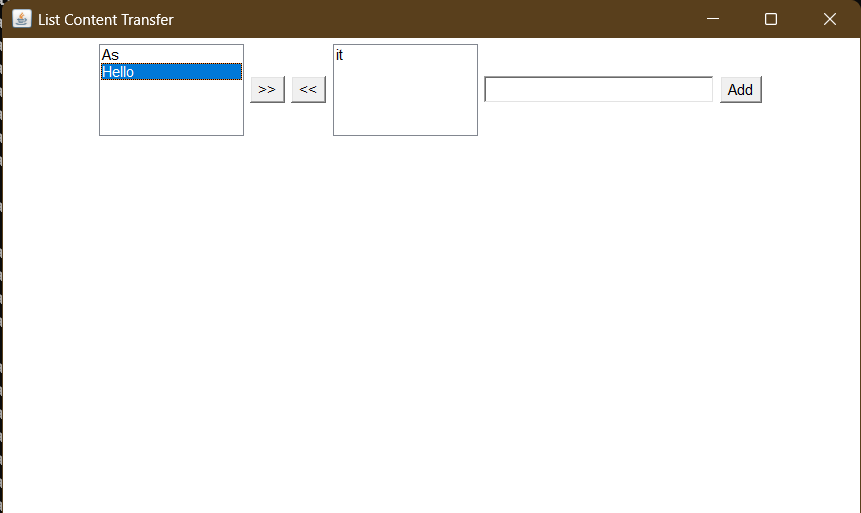 List Content Transfer
As
Hello
>>
<<
it
Add